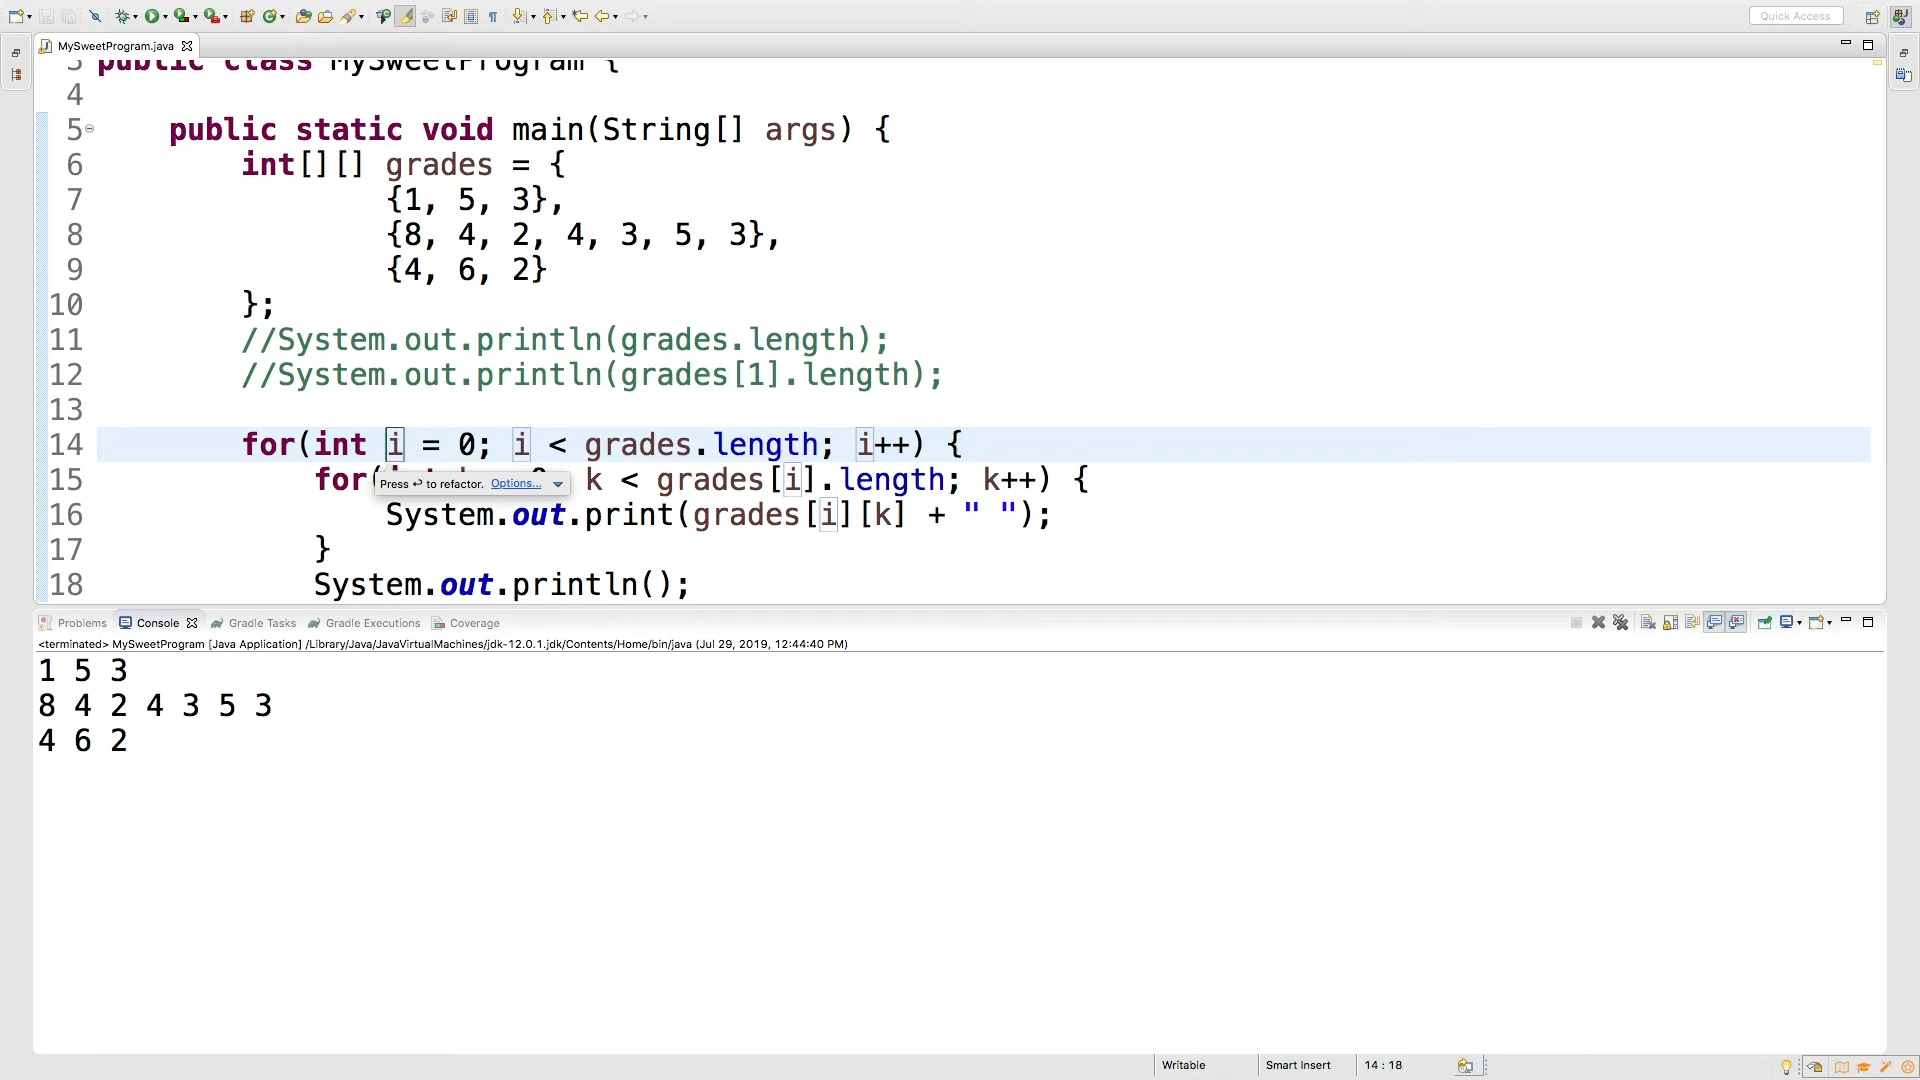 Quick Access
MySweetProgram.java
3 public class MySweetProgram {
4
5 public static void main(String[] args) {
6 int[][] grades = {
7 {1, 5, 3},
8 {8, 4, 2, 4, 3, 5, 3},
9 {4, 6, 2}
10 };
11 //System.out.println(grades.length);
12 //System.out.println(grades[1].length);
13
14 for(int i = 0; i < grades.length; i++) {
15 for( k < grades[i].length; k++) {
Press ↩ to refactor. Options...
16 System.out.print(grades[i][k] + " ");
17 }
18 System.out.println();
Problems Console Gradle Tasks Gradle Executions Coverage
<terminated> MySweetProgram [Java Application] /Library/Java/JavaVirtualMachines/jdk-12.0.1.jdk/Contents/Home/bin/java (Jul 29, 2019, 12:44:40 PM)
1 5 3
8 4 2 4 3 5 3
4 6 2
Writable Smart Insert 14 : 18